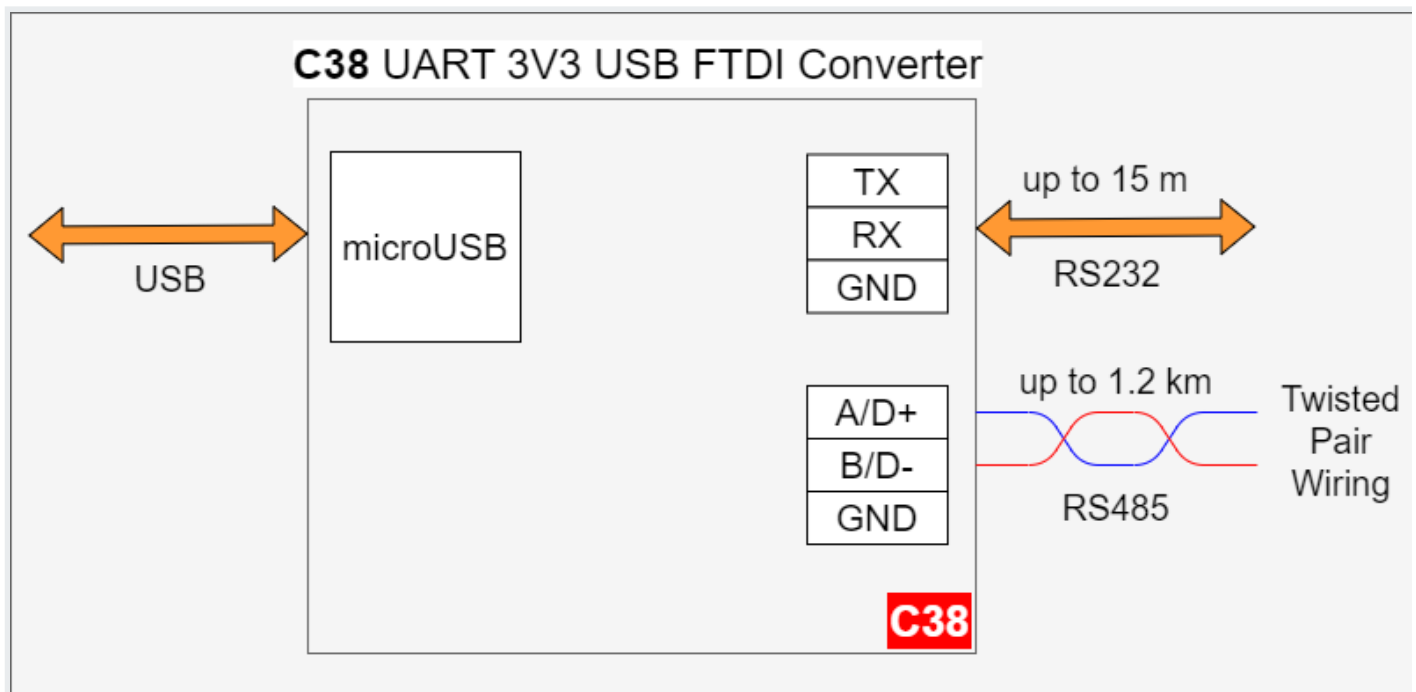 C38 UART 3V3 USB FTDI Converter
microUSB
USB
TX
RX
GND
up to 15 m
RS232
A/D+
B/D-
GND
up to 1.2 km
RS485
Twisted
Pair
Wiring
C38